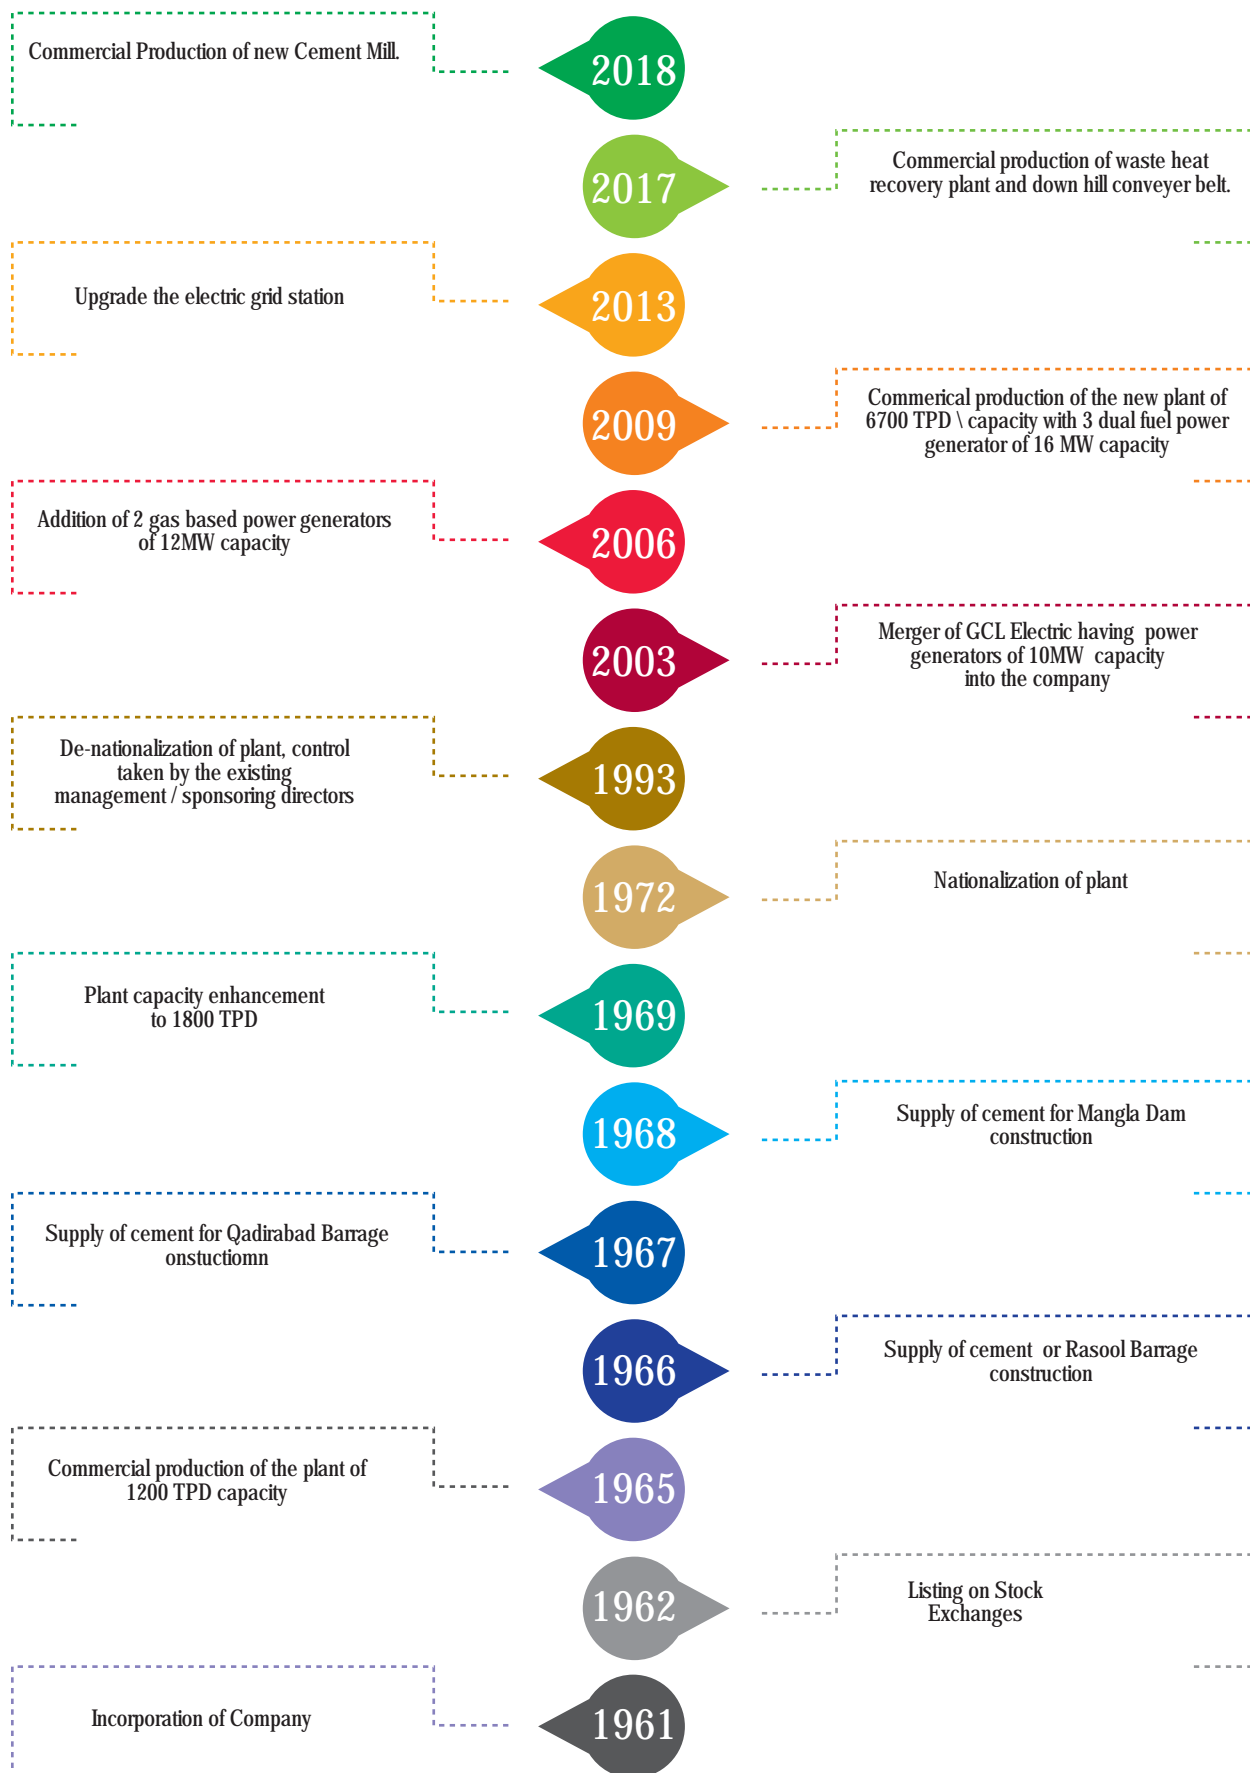 Commercial Production of new Cement Mill.
2018
2017
Commercial production of waste heat
recovery plant and down hill conveyer belt.
Upgrade the electric grid station
2013
2009
Commerical production of the new plant of
6700 TPD \ capacity with 3 dual fuel power
generator of 16 MW capacity
Addition of 2 gas based power generators
of 12MW capacity
2006
2003
Merger of GCL Electric having power
generators of 10MW capacity
into the company
De-nationalization of plant, control
taken by the existing
management / sponsoring directors
1993
1972
Nationalization of plant
Plant capacity enhancement
to 1800 TPD
1969
1968
Supply of cement for Mangla Dam
construction
Supply of cement for Qadirabad Barrage
onstuctiomn
1967
1966
Supply of cement or Rasool Barrage
construction
Commercial production of the plant of
1200 TPD capacity
1965
1962
Listing on Stock
Exchanges
Incorporation of Company
1961